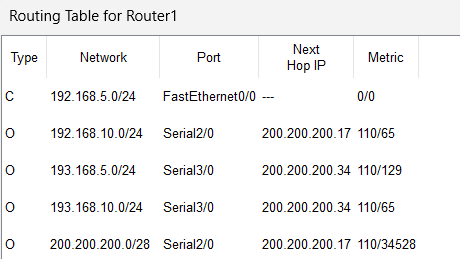 Routing Table for Router1
Type Network Port Next Hop IP Metric
C 192.168.5.0/24 FastEthernet0/0 --- 0/0
O 192.168.10.0/24 Serial2/0 200.200.200.17 110/65
O 193.168.5.0/24 Serial3/0 200.200.200.34 110/129
O 193.168.10.0/24 Serial3/0 200.200.200.34 110/65
O 200.200.200.0/28 Serial2/0 200.200.200.17 110/34528